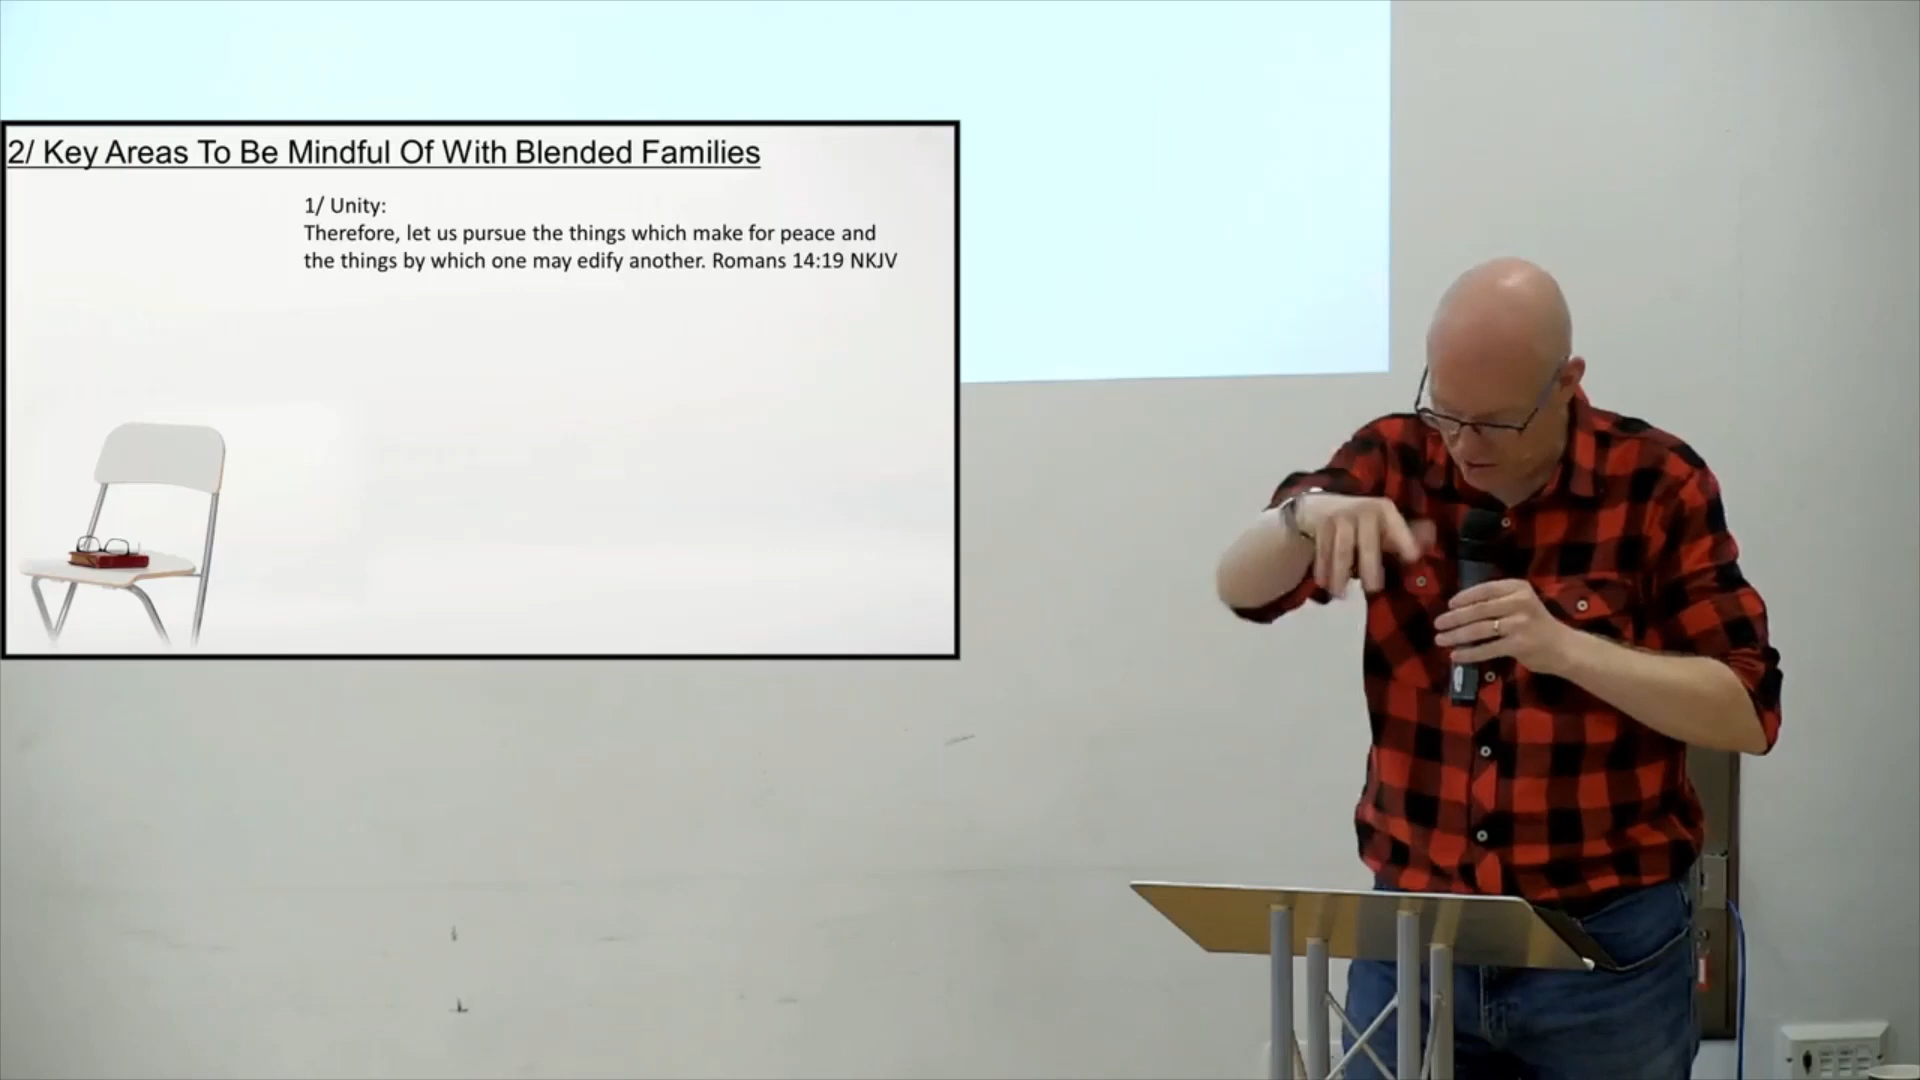 2/ Key Areas To Be Mindful Of With Blended Families
1/ Unity:
Therefore, let us pursue the things which make for peace and
the things by which one may edify another. Romans 14:19 NKJV